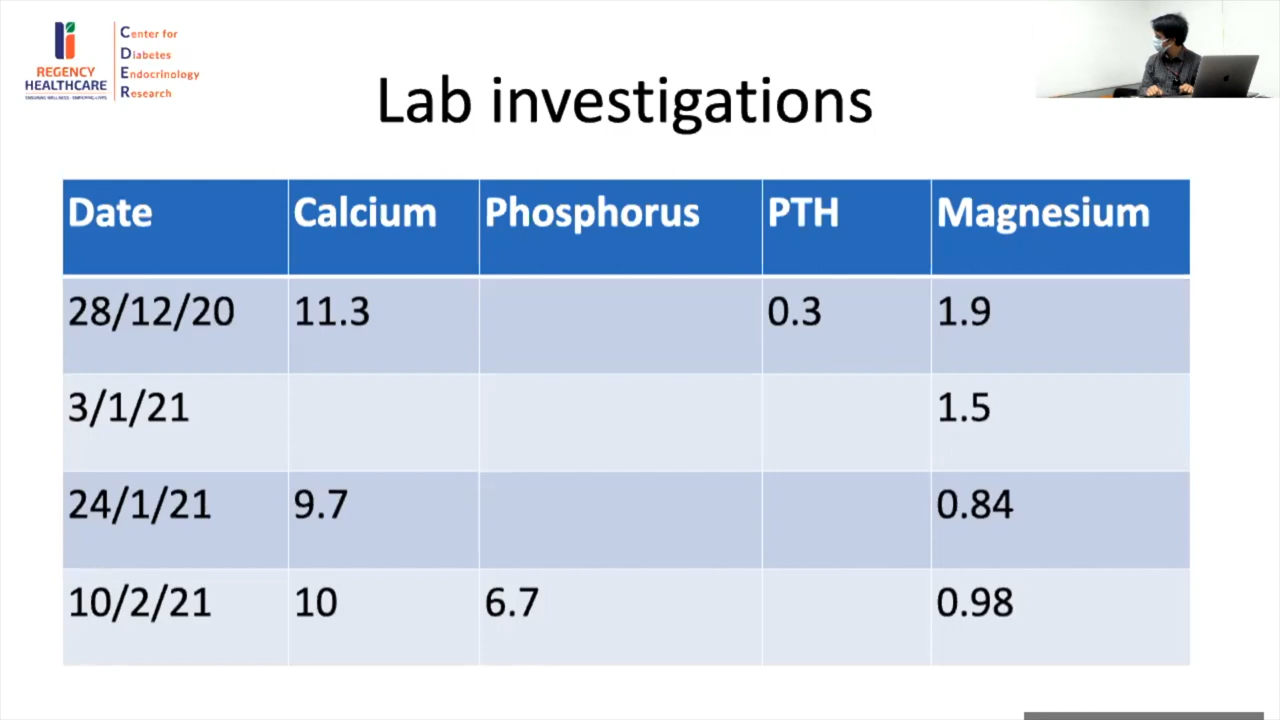 REGENCY
HEALTHCARE
Center for
Diabetes
Endocrinology
Research
Lab investigations
Date Calcium Phosphorus PTH Magnesium
28/12/20 11.3 0.3 1.9
3/1/21 1.5
24/1/21 9.7 0.84
10/2/21 10 6.7 0.98